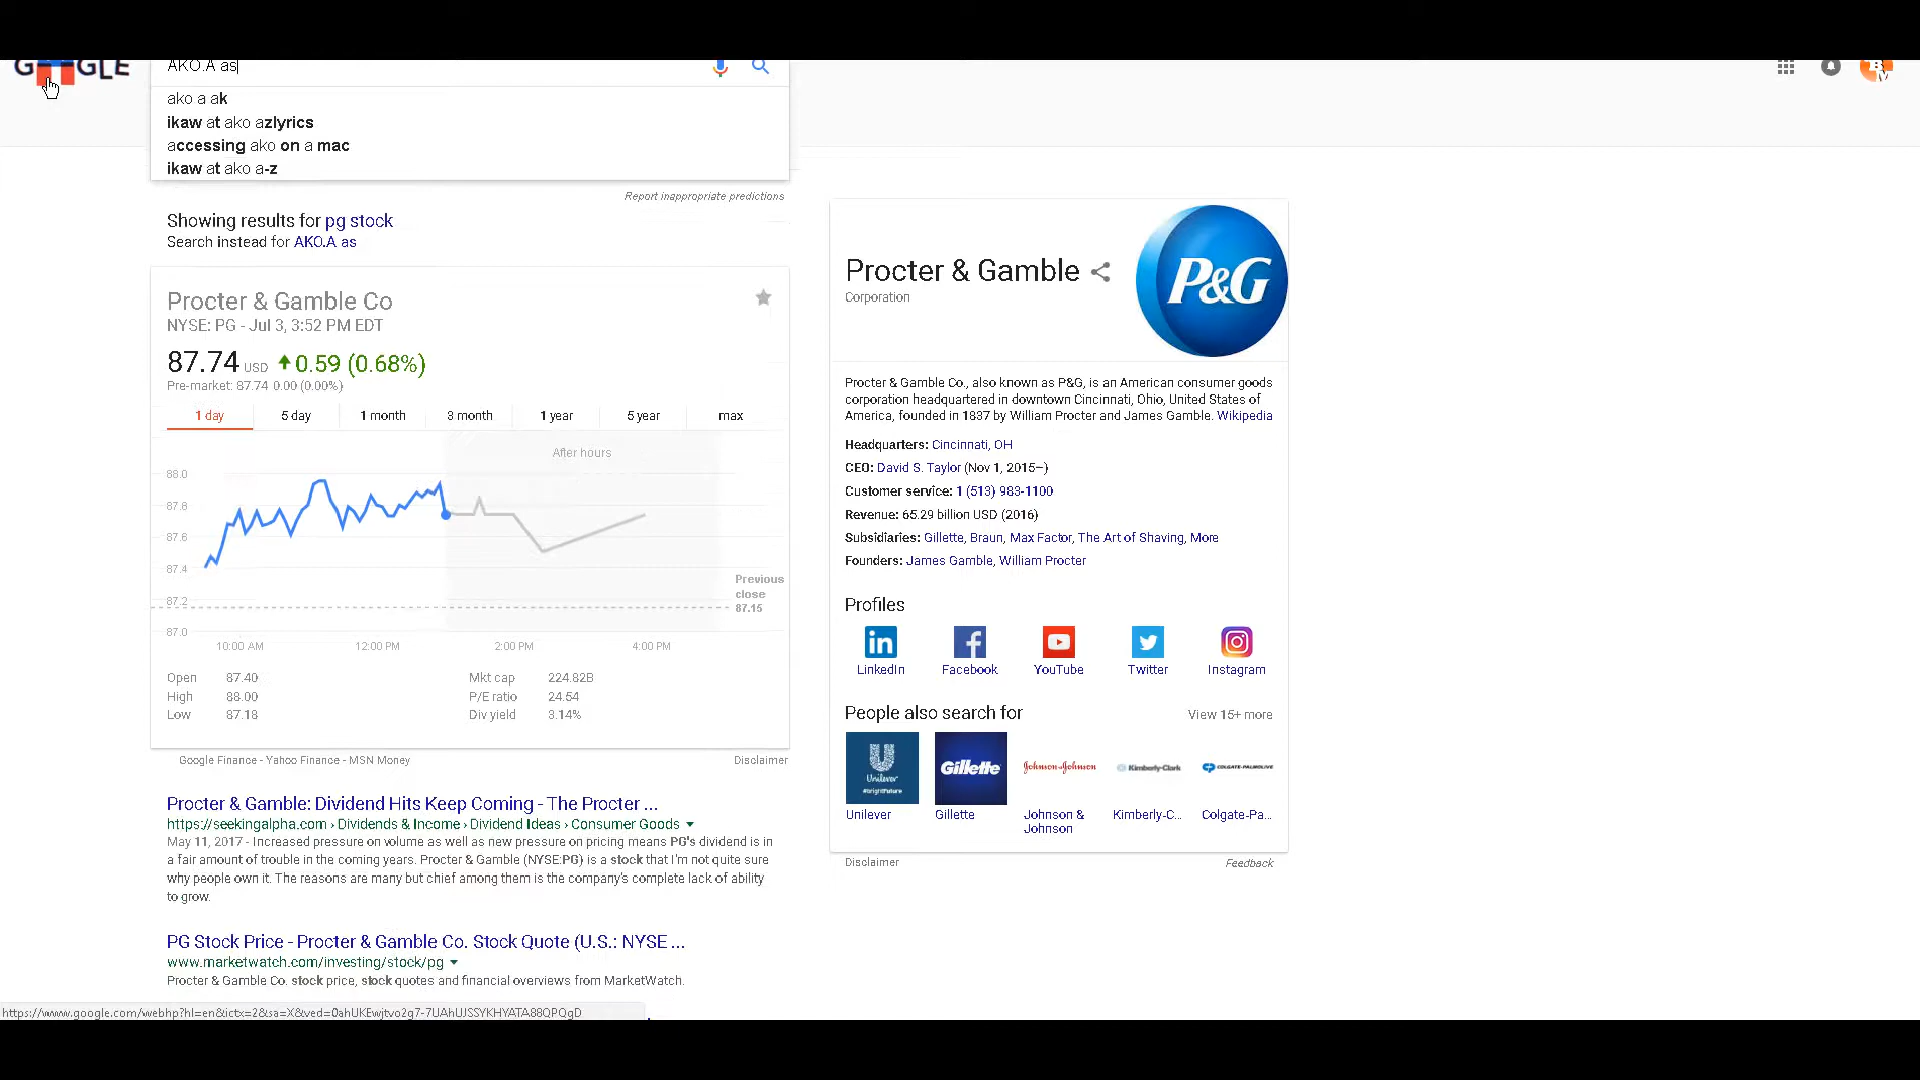 GOOGLE
AKO.A as
ako a ak
ikaw at ako azlyrics
accessing ako on a mac
ikaw at ako a-z
Report inappropriate predictions
Showing results for pg stock
Search instead for AKO.A as
Procter & Gamble Co
NYSE: PG - Jul 3, 3:52 PM EDT
87.74 USD 0.59 (0.68%)
Pre-market: 87.74 0.00 (0.00%)
1 day 5 day 1 month 3 month 1 year 5 year max
After hours
88.0
87.8
87.6
87.4
87.2
87.0
Previous
close
87.15
10:00 AM 12:00 PM 2:00 PM 4:00 PM
Open 87.40 Mkt cap 224.82B
High 88.00 P/E ratio 24.54
Low 87.18 Div yield 3.14%
Google Finance - Yahoo Finance - MSN Money Disclaimer
Procter & Gamble: Dividend Hits Keep Coming - The Procter ...
https://seekingalpha.com › Dividends & Income › Dividend Ideas › Consumer Goods
May 11, 2017 - Increased pressure on volume as well as new pressure on pricing means PG's dividend is in
a fair amount of trouble in the coming years. Procter & Gamble (NYSE:PG) is a stock that I'm not quite sure
why people own it. The reasons are many but chief among them is the company's complete lack of ability
to grow.
PG Stock Price - Procter & Gamble Co. Stock Quote (U.S.: NYSE ...
www.marketwatch.com/investing/stock/pg
Procter & Gamble Co. stock price, stock quotes and financial overviews from MarketWatch.
Procter & Gamble
Corporation
P&G
Procter & Gamble Co., also known as P&G, is an American consumer goods
corporation headquartered in downtown Cincinnati, Ohio, United States of
America, founded in 1837 by William Procter and James Gamble. Wikipedia
Headquarters: Cincinnati, OH
CEO: David S. Taylor (Nov 1, 2015–)
Customer service: 1 (513) 983-1100
Revenue: 65.29 billion USD (2016)
Subsidiaries: Gillette, Braun, Max Factor, The Art of Shaving, More
Founders: James Gamble, William Procter
Profiles
in
LinkedIn Facebook YouTube Twitter Instagram
People also search for View 15+ more
Unilever Gillette Johnson & Johnson Kimberly-Clark COLGATE-PALMOLIVE
#brightFuture
Unilever Gillette Johnson & Kimberly-C... Colgate-Pa...
Johnson
Disclaimer Feedback